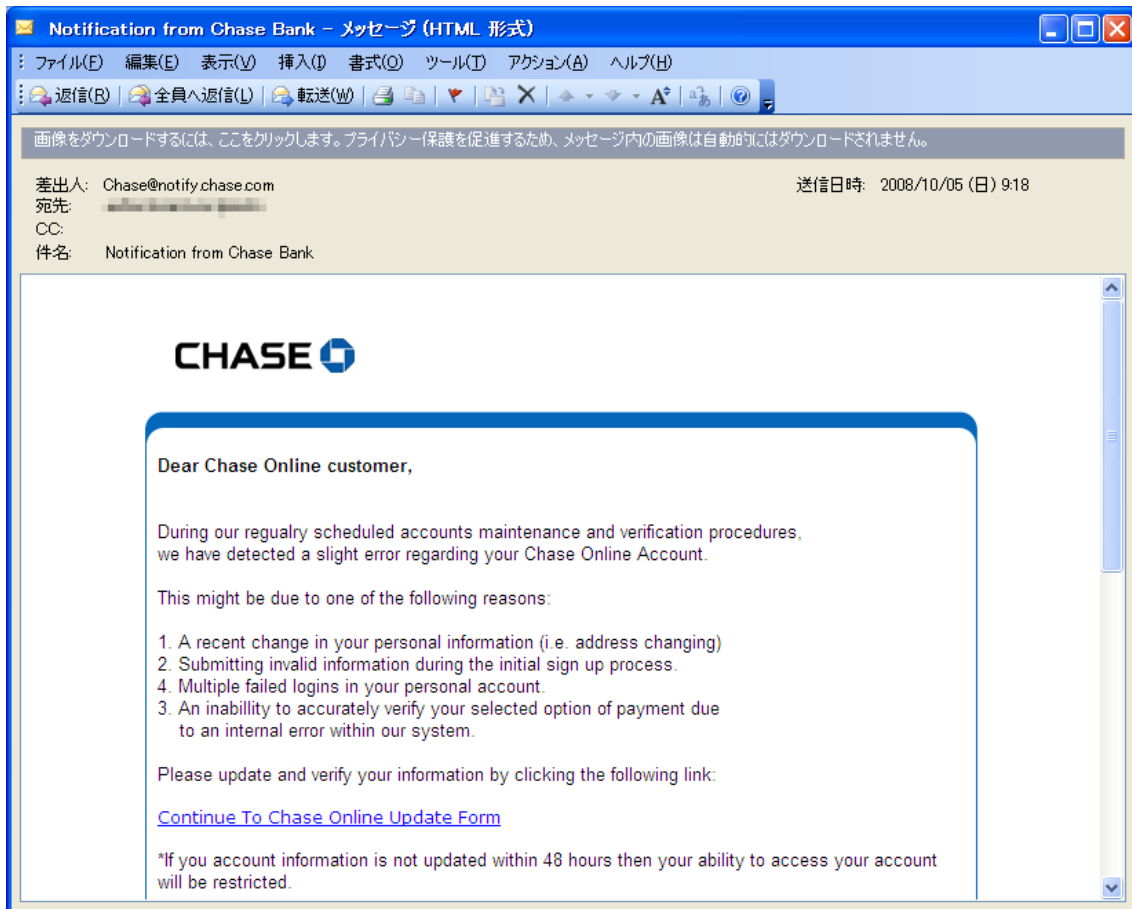 Notification from Chase Bank - メッセージ (HTML 形式)
ファイル(F) 編集(E) 表示(V) 挿入(I) 書式(O) ツール(T) アクション(A) ヘルプ(H)
返信(R) 全員へ返信(L) 転送(W)
画像をダウンロードするには、ここをクリックします。プライバシー保護を促進するため、メッセージ内の画像は自動的にはダウンロードされません。
差出人: Chase@notify.chase.com 送信日時: 2008/10/05 (日) 9:18
宛先:
CC:
件名: Notification from Chase Bank
CHASE
Dear Chase Online customer,
During our regualry scheduled accounts maintenance and verification procedures,
we have detected a slight error regarding your Chase Online Account.
This might be due to one of the following reasons:
1. A recent change in your personal information (i.e. address changing)
2. Submitting invalid information during the initial sign up process.
4. Multiple failed logins in your personal account.
3. An inabillity to accurately verify your selected option of payment due
to an internal error within our system.
Please update and verify your information by clicking the following link:
Continue To Chase Online Update Form
*If you account information is not updated within 48 hours then your ability to access your account
will be restricted.